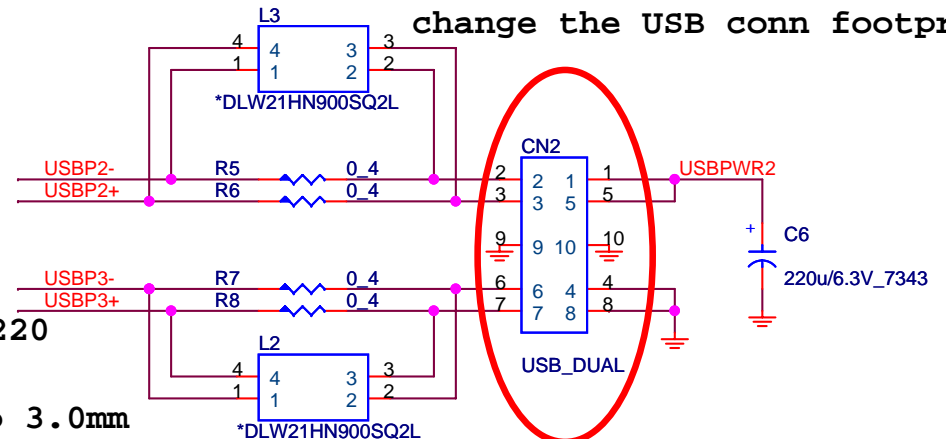 L3
change the USB conn footpr
4 4 3 3
1 1 2 2
*DLW21HN900SQ2L
CN2
USBP2- R5 0_4 2 2 1 1 USBPWR2
USBP2+ R6 0_4 3 3 5 5
+ C6
9 9 10 10
220u/6.3V_7343
USBP3- R7 0_4 6 6 4 4
USBP3+ R8 0_4 7 7 8 8
220
L2 USB_DUAL
4 4 3 3
1 1 2 2
3.0mm
*DLW21HN900SQ2L